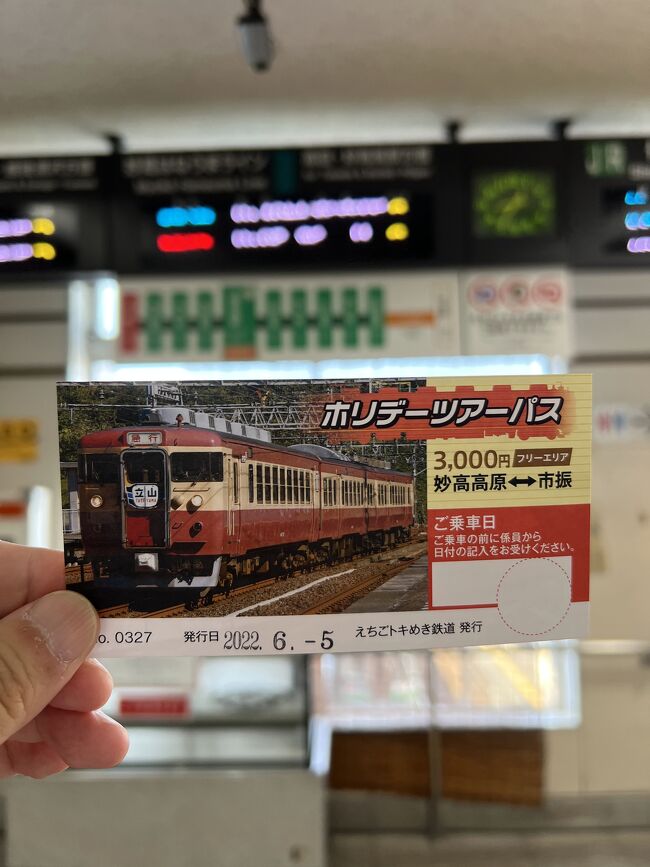 ホリデーツアーパス
3,000円 フリーエリア
妙高高原↔市振
急行
立山
ご乗車日
ご乗車の前に係員から
日付の記入をお受けください。
o. 0327 発行日 2022. 6. -5 えちごトキめき鉄道 発行